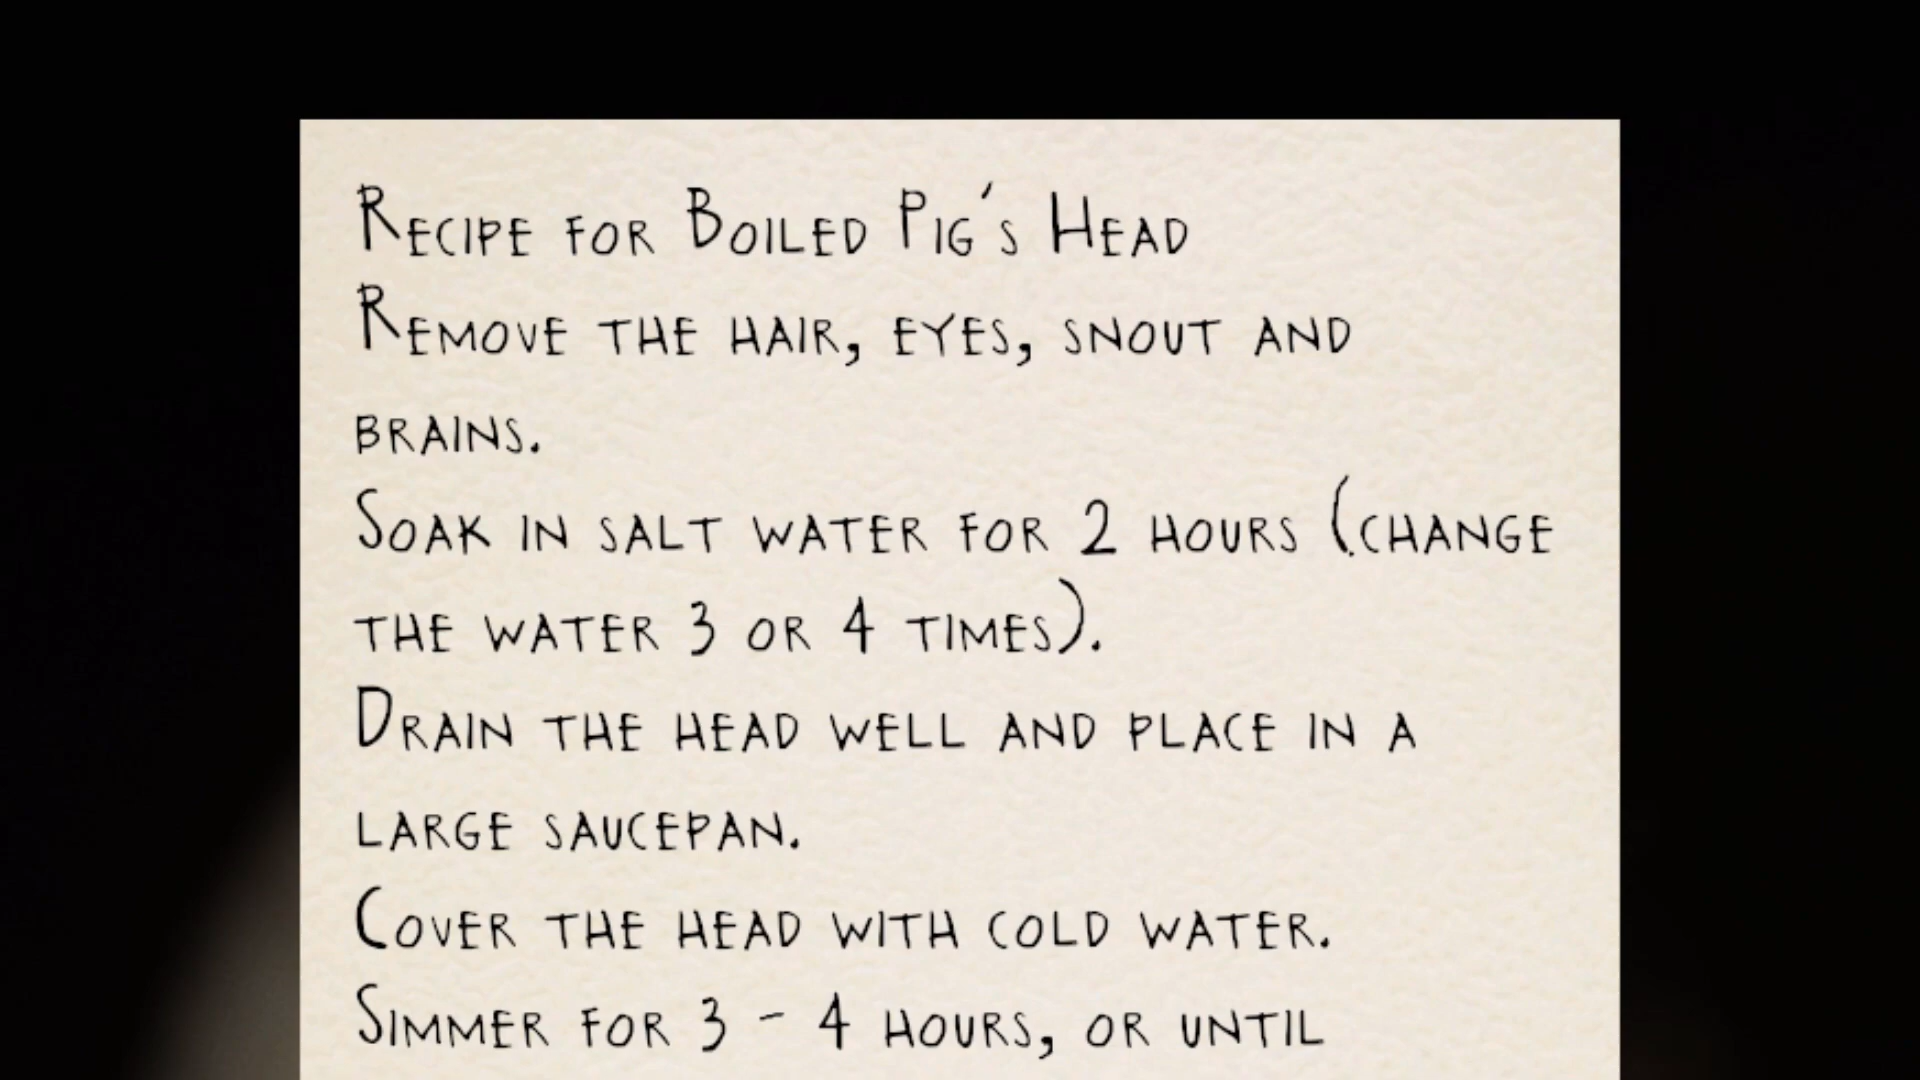 Recipe for Boiled Pig's Head
Remove the hair, eyes, snout and
brains.
Soak in salt water for 2 hours (change
the water 3 or 4 times).
Drain the head well and place in a
large saucepan.
Cover the head with cold water.
Simmer for 3 - 4 hours, or until